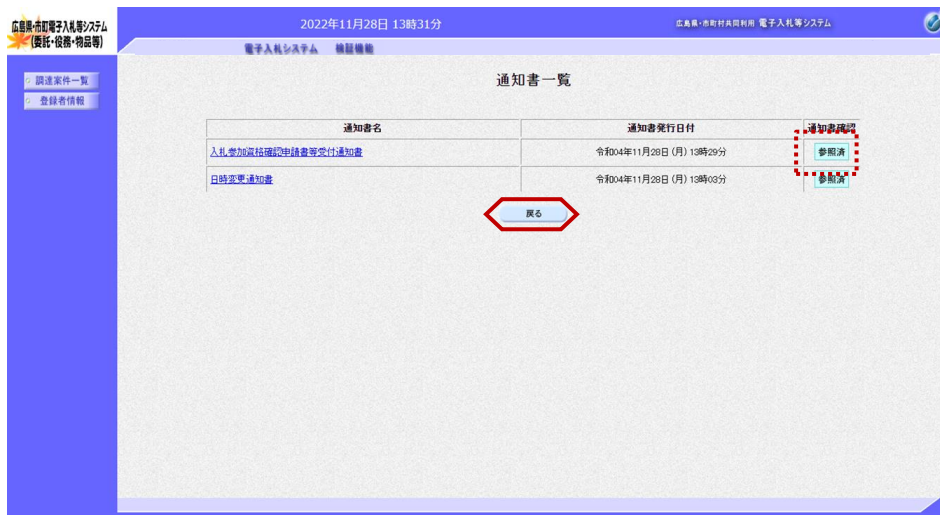 広島県・市町電子入札等システム
(委託・役務・物品等)
2022年11月28日 13時31分
広島県・市町村共同利用 電子入札等システム
電子入札システム 検証機能
調達案件一覧
登録者情報
通知書一覧
通知書名 通知書発行日付 通知書確認
入札参加資格確認申請書等受付通知書 令和04年11月28日 (月) 13時29分 参照済
日時変更通知書 令和04年11月28日 (月) 13時03分 参照済
戻る